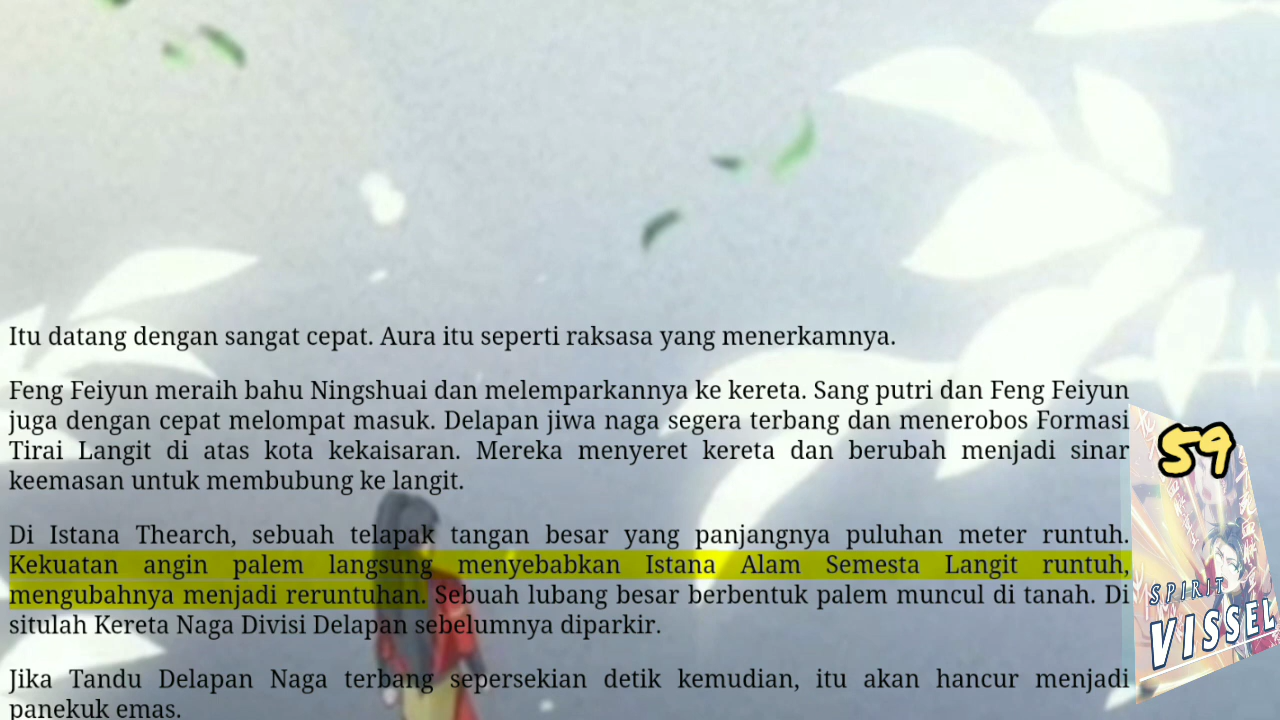 Itu datang dengan sangat cepat. Aura itu seperti raksasa yang menerkamnya.
Feng Feiyun meraih bahu Ningshuai dan melemparkannya ke kereta. Sang putri dan Feng Feiyun
juga dengan cepat melompat masuk. Delapan jiwa naga segera terbang dan menerobos Formasi
Tirai Langit di atas kota kekaisaran. Mereka menyeret kereta dan berubah menjadi sinar
keemasan untuk membubung ke langit.
Di Istana Thearch, sebuah telapak tangan besar yang panjangnya puluhan meter runtuh.
Kekuatan angin palem langsung menyebabkan Istana Alam Semesta Langit runtuh,
mengubahnya menjadi reruntuhan. Sebuah lubang besar berbentuk palem muncul di tanah. Di
situlah Kereta Naga Divisi Delapan sebelumnya diparkir.
Jika Tandu Delapan Naga terbang sepersekian detik kemudian, itu akan hancur menjadi
panekuk emas.
59
SPIRIT
VISSEL